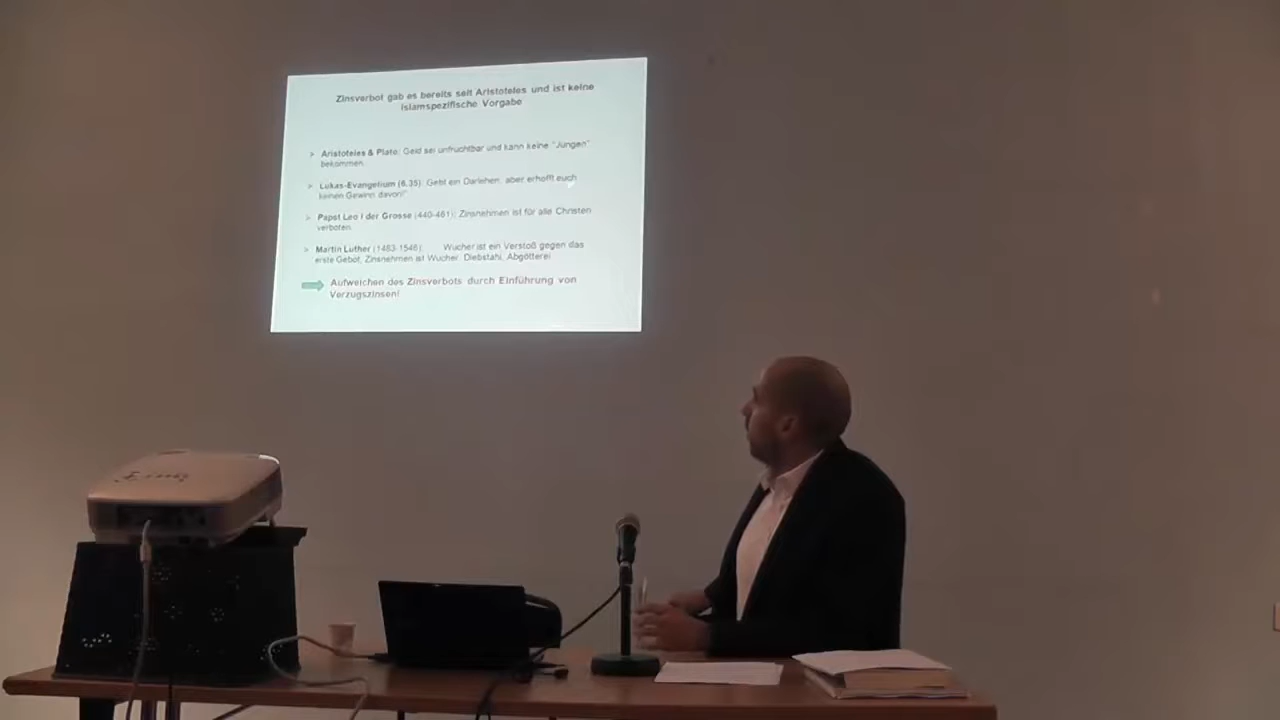 Zinsverbot gab es bereits seit Aristoteles und ist keine
islamspezifische Vorgabe
➢ Aristoteles & Plato: Geld sei unfruchtbar und kann keine "Jungen"
bekommen.
➢ Lukas-Evangelium (6,35): Gebt ein Darlehen, aber erhofft euch
keinen Gewinn davon!"
➢ Papst Leo I der Grosse (440-461): Zinsnehmen ist für alle Christen
verboten.
➢ Martin Luther (1483-1546): Wucher ist ein Verstoß gegen das
erste Gebot, Zinsnehmen ist Wucher, Diebstahl, Abgötterei
Aufweichen des Zinsverbots durch Einführung von
Verzugszinsen!